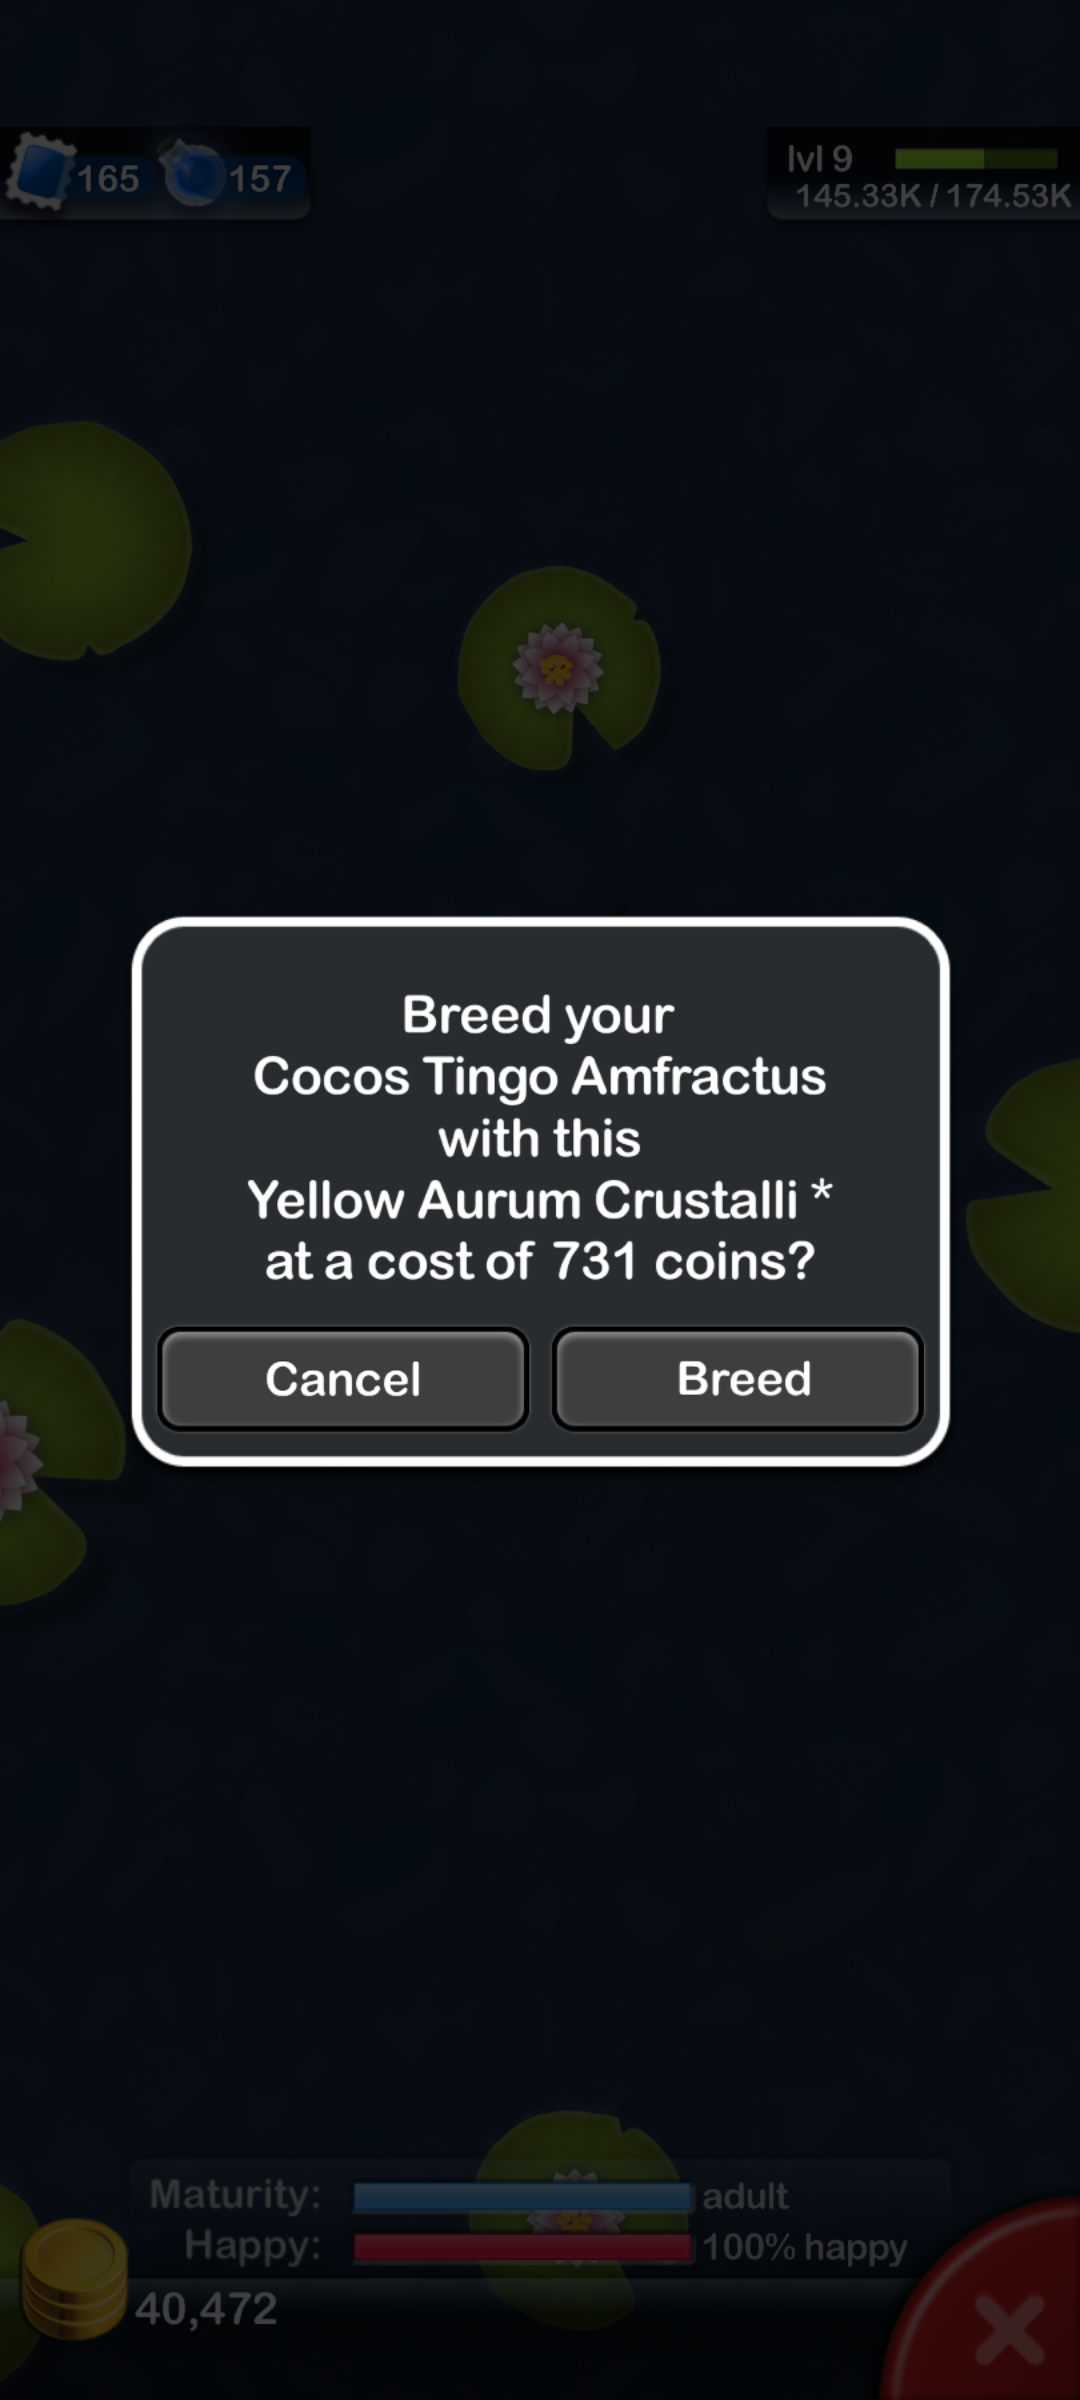 165 157
lvl 9
145.33K / 174.53K
Breed your
Cocos Tingo Amfractus
with this
Yellow Aurum Crustalli *
at a cost of 731 coins?
Cancel Breed
Maturity: adult
Happy: 100% happy
40,472